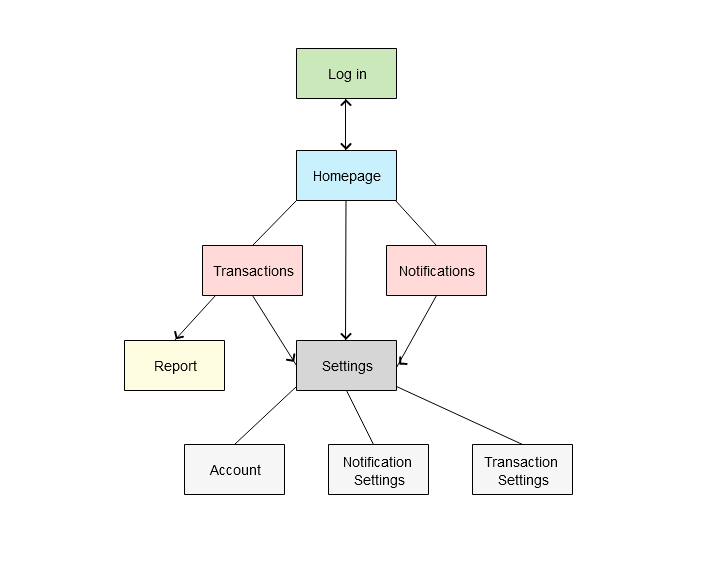 Log in
Homepage
Transactions
Notifications
Report
Settings
Account
Notification
Settings
Transaction
Settings